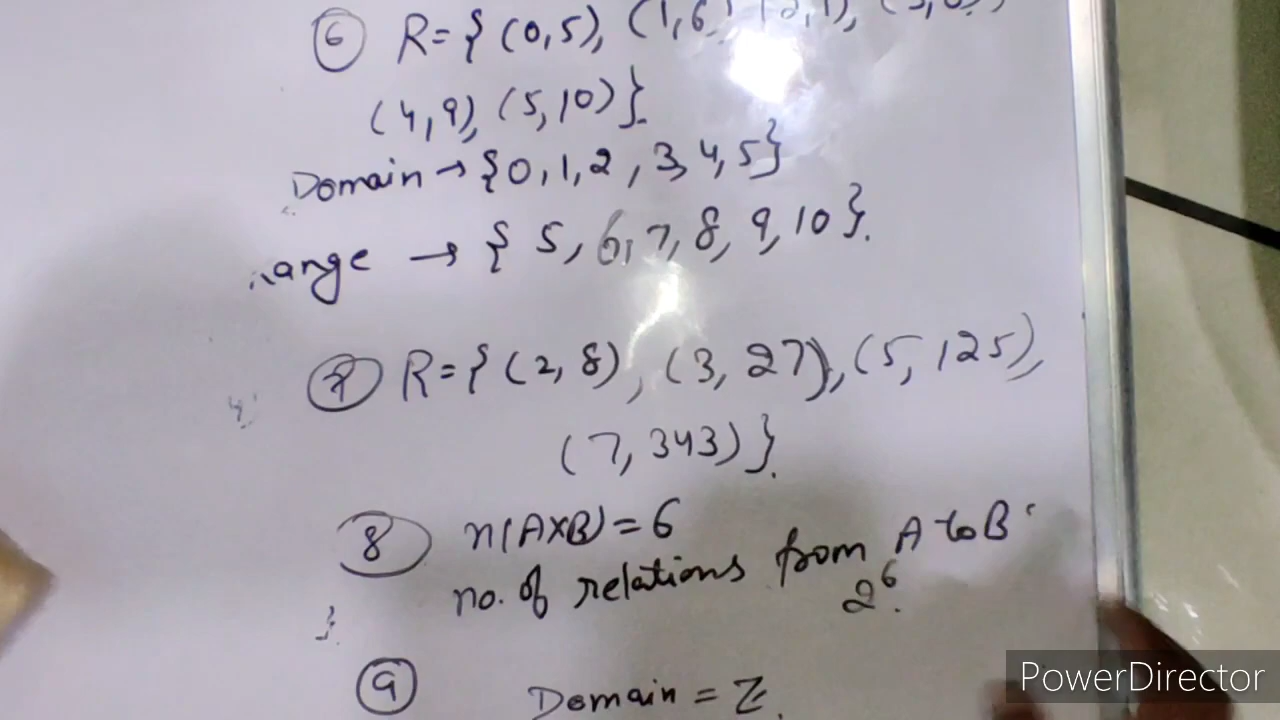 6 R={ (0,5), (1,6)
(4,9), (5,10)}.
Domain → {0,1,2,3,4,5}
range → { 5, 6, 7, 8, 9, 10 }.
7 R={ (2, 8), (3, 27), (5, 125),
(7, 343) }.
8 n(A×B) = 6
no. of relations from A to B
2⁶.
9 Domain = Z.
PowerDirector